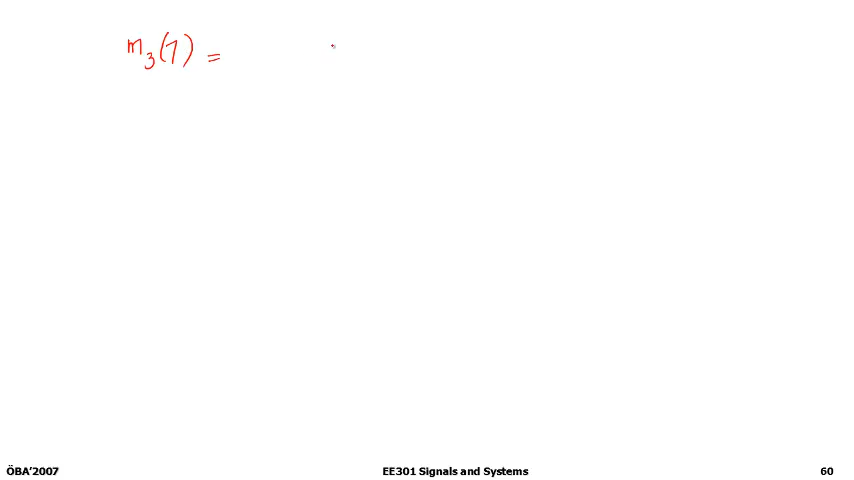 m₃(7) =
ÖBA'2007 EE301 Signals and Systems 60